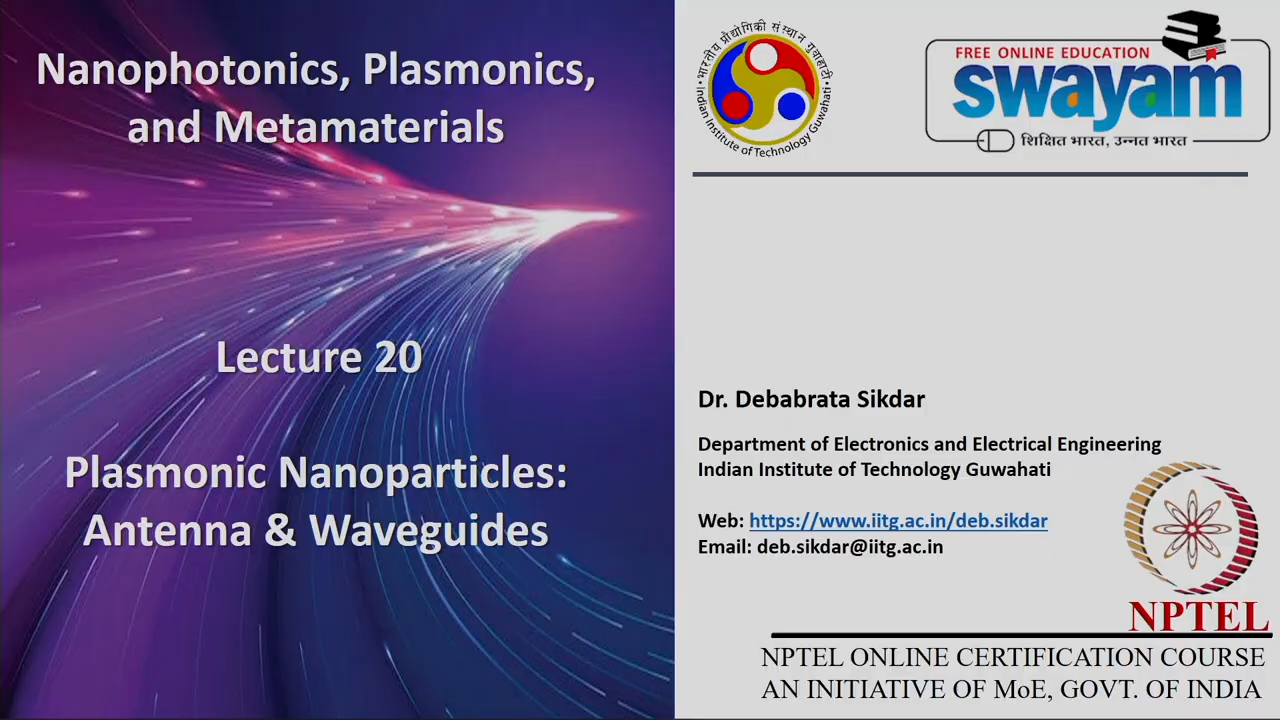 Nanophotonics, Plasmonics,
and Metamaterials
Lecture 20
Plasmonic Nanoparticles:
Antenna & Waveguides
भारतीय प्रौद्योगिकी संस्थान गुवाहाटी
Indian Institute of Technology Guwahati
FREE ONLINE EDUCATION
swayam
शिक्षित भारत, उन्नत भारत
Dr. Debabrata Sikdar
Department of Electronics and Electrical Engineering
Indian Institute of Technology Guwahati
Web: https://www.iitg.ac.in/deb.sikdar
Email: deb.sikdar@iitg.ac.in
NPTEL
NPTEL ONLINE CERTIFICATION COURSE
AN INITIATIVE OF MoE, GOVT. OF INDIA